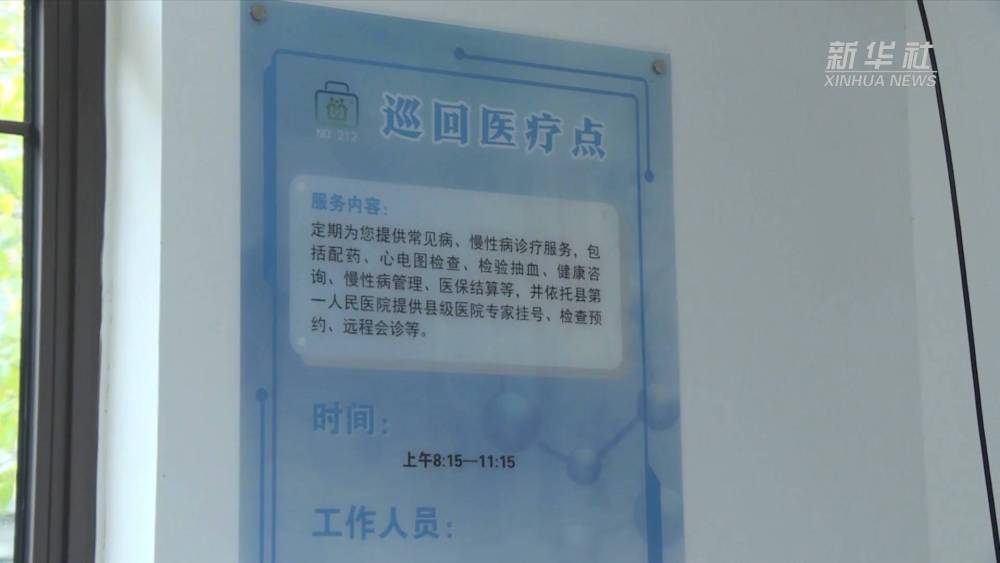 新华社
XINHUA NEWS
NO 212
巡回医疗点
服务内容：
定期为您提供常见病、慢性病诊疗服务，包
括配药、心电图检查、检验抽血、健康咨
询、慢性病管理、医保结算等，并依托县第
一人民医院提供县级医院专家挂号、检查预
约、远程会诊等。
时间：
上午8:15—11:15
工作人员：